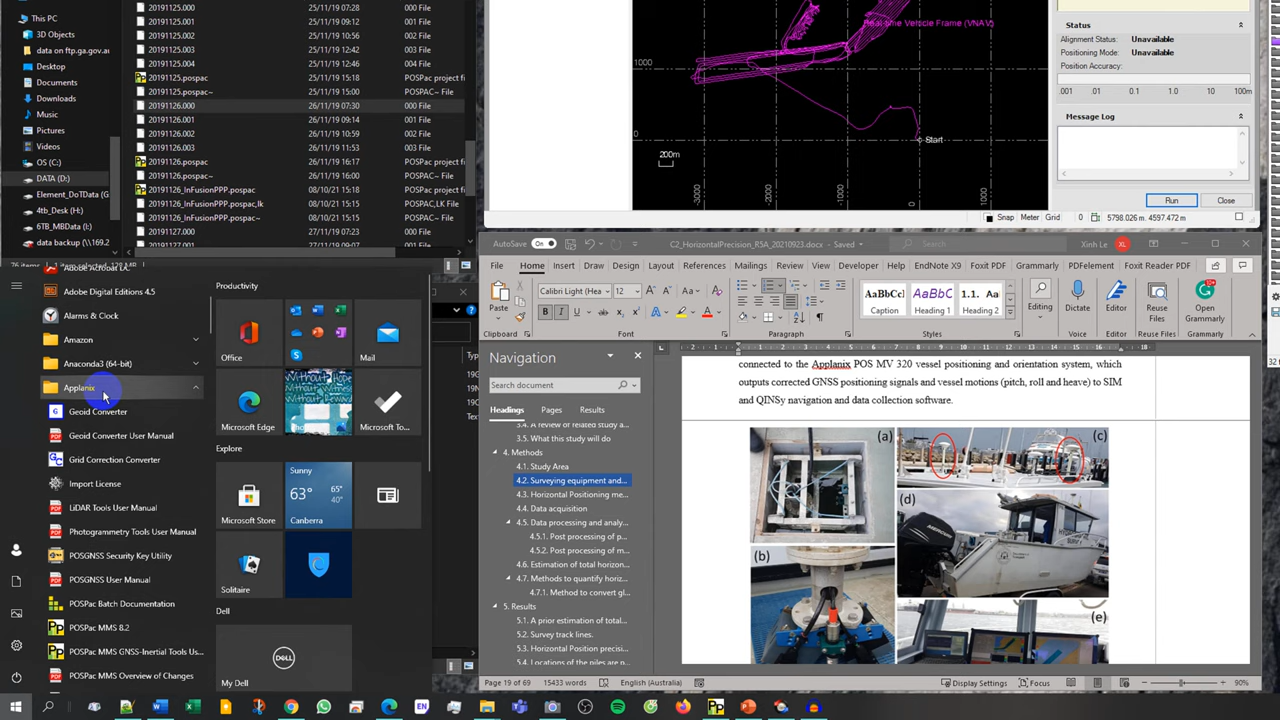 This PC
3D Objects
data on ftp.ga.gov.au
Desktop
Documents
Downloads
Music
Pictures
Videos
OS (C:)
DATA (D:)
Element_DoTData (G:
4tb_Desk (H:)
6TB_MBData (I:)
data backup (\\169.2
20191125.000 25/11/19 07:28 000 File
20191125.002 25/11/19 10:56 002 File
20191125.003 25/11/19 12:42 003 File
20191125.004 25/11/19 12:46 004 File
20191125.pospac 25/11/19 15:18 POSPac project fi
20191125.pospac~ 25/11/19 15:00 POSPAC~ File
20191126.000 26/11/19 07:30 000 File
20191126.001 26/11/19 09:14 001 File
20191126.002 26/11/19 10:59 002 File
20191126.003 26/11/19 11:53 003 File
20191126.pospac 26/11/19 16:17 POSPac project fi
20191126.pospac~ 26/11/19 16:00 POSPAC~ File
20191126_InFusionPPP.pospac 08/10/21 15:18 POSPac project fi
20191126_InFusionPPP.pospac,lk 08/10/21 15:15 POSPAC,LK File
20191126_InFusionPPP.pospac~ 08/10/21 15:15 POSPAC~ File
20191127.000
Real-time Vehicle Frame (VNAV)
1000
0
Start
200m
-3000
-2000
-1000
0
1000
Status
Alignment Status: Unavailable
Positioning Mode: Unavailable
Position Accuracy:
.001 .01 0.1 1.0 10 100m
Message Log
Run Close
Snap Meter Grid 0 5798.026 m, 4597.472 m
Adobe Digital Editions 4.5
Alarms & Clock
Amazon
Anaconda3 (64-bit)
Applanix
Geoid Converter
Geoid Converter User Manual
Grid Correction Converter
Import License
LiDAR Tools User Manual
Photogrammetry Tools User Manual
POSGNSS Security Key Utility
POSGNSS User Manual
POSPac Batch Documentation
POSPac MMS 8.2
POSPac MMS GNSS-Inertial Tools Us...
POSPac MMS Overview of Changes
Productivity
Office
Mail
Microsoft Edge
Microsoft To...
Explore
Microsoft Store
Sunny
63° 65° 40°
Canberra
Solitaire
Dell
DELL
My Dell
AutoSave On
C2_HorizontalPrecision_R5A_20210923.docx - Saved
Search
Xinh Le XL
File Home Insert Draw Design Layout References Mailings Review View Developer Help EndNote X9 Foxit PDF Grammarly PDFelement Foxit Reader PDF
Paste
Calibri Light (Hea 12
Clipboard
Font
Paragraph
AaBbCcl AaBbC 1.1. Aa
Caption Heading 1 Heading 2
Styles
Editing
Dictate
Voice
Editor
Editor
Reuse Files
Reuse Files
Open Grammarly
Grammarly
Navigation
Search document
Headings Pages Results
3.4. A review of related study a...
3.5. What this study will do
4. Methods
4.1. Study Area
4.2. Surveying equipment and...
4.3. Horizontal Positioning me...
4.4. Data acquisition
4.5. Data processing and analy...
4.5.1. Post processing of p...
4.5.2. Post processing of m...
4.6. Estimation of total horizon...
4.7. Methods to quantify horiz...
4.7.1. Method to convert gl...
5. Results
5.1. A prior estimation of total...
5.2. Survey track lines.
5.3. Horizontal Position precisi...
5.4. Locations of the piles are n...
connected to the Applanix POS MV 320 vessel positioning and orientation system, which
outputs corrected GNSS positioning signals and vessel motions (pitch, roll and heave) to SIM
and QINSy navigation and data collection software.
(a)
(c)
(d)
(b)
(e)
MERCURY
Page 19 of 69 15433 words English (Australia)
Display Settings Focus 90%
EN